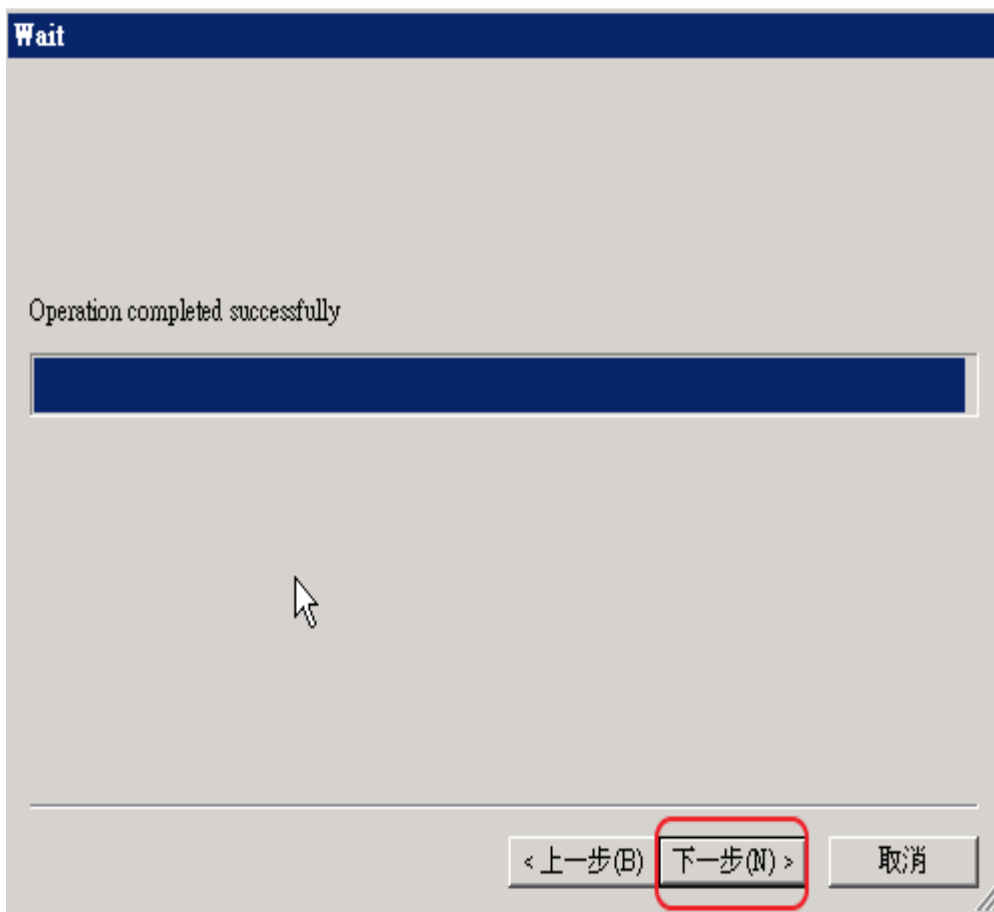 Wait
Operation completed successfully
< 上一步(B) 下一步(N) > 取消